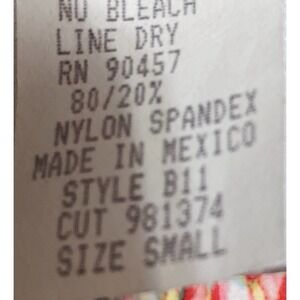 NO BLEACH
LINE DRY
RN 90457
80/20%
NYLON SPANDEX
MADE IN MEXICO
STYLE B11
CUT 981374
SIZE SMALL